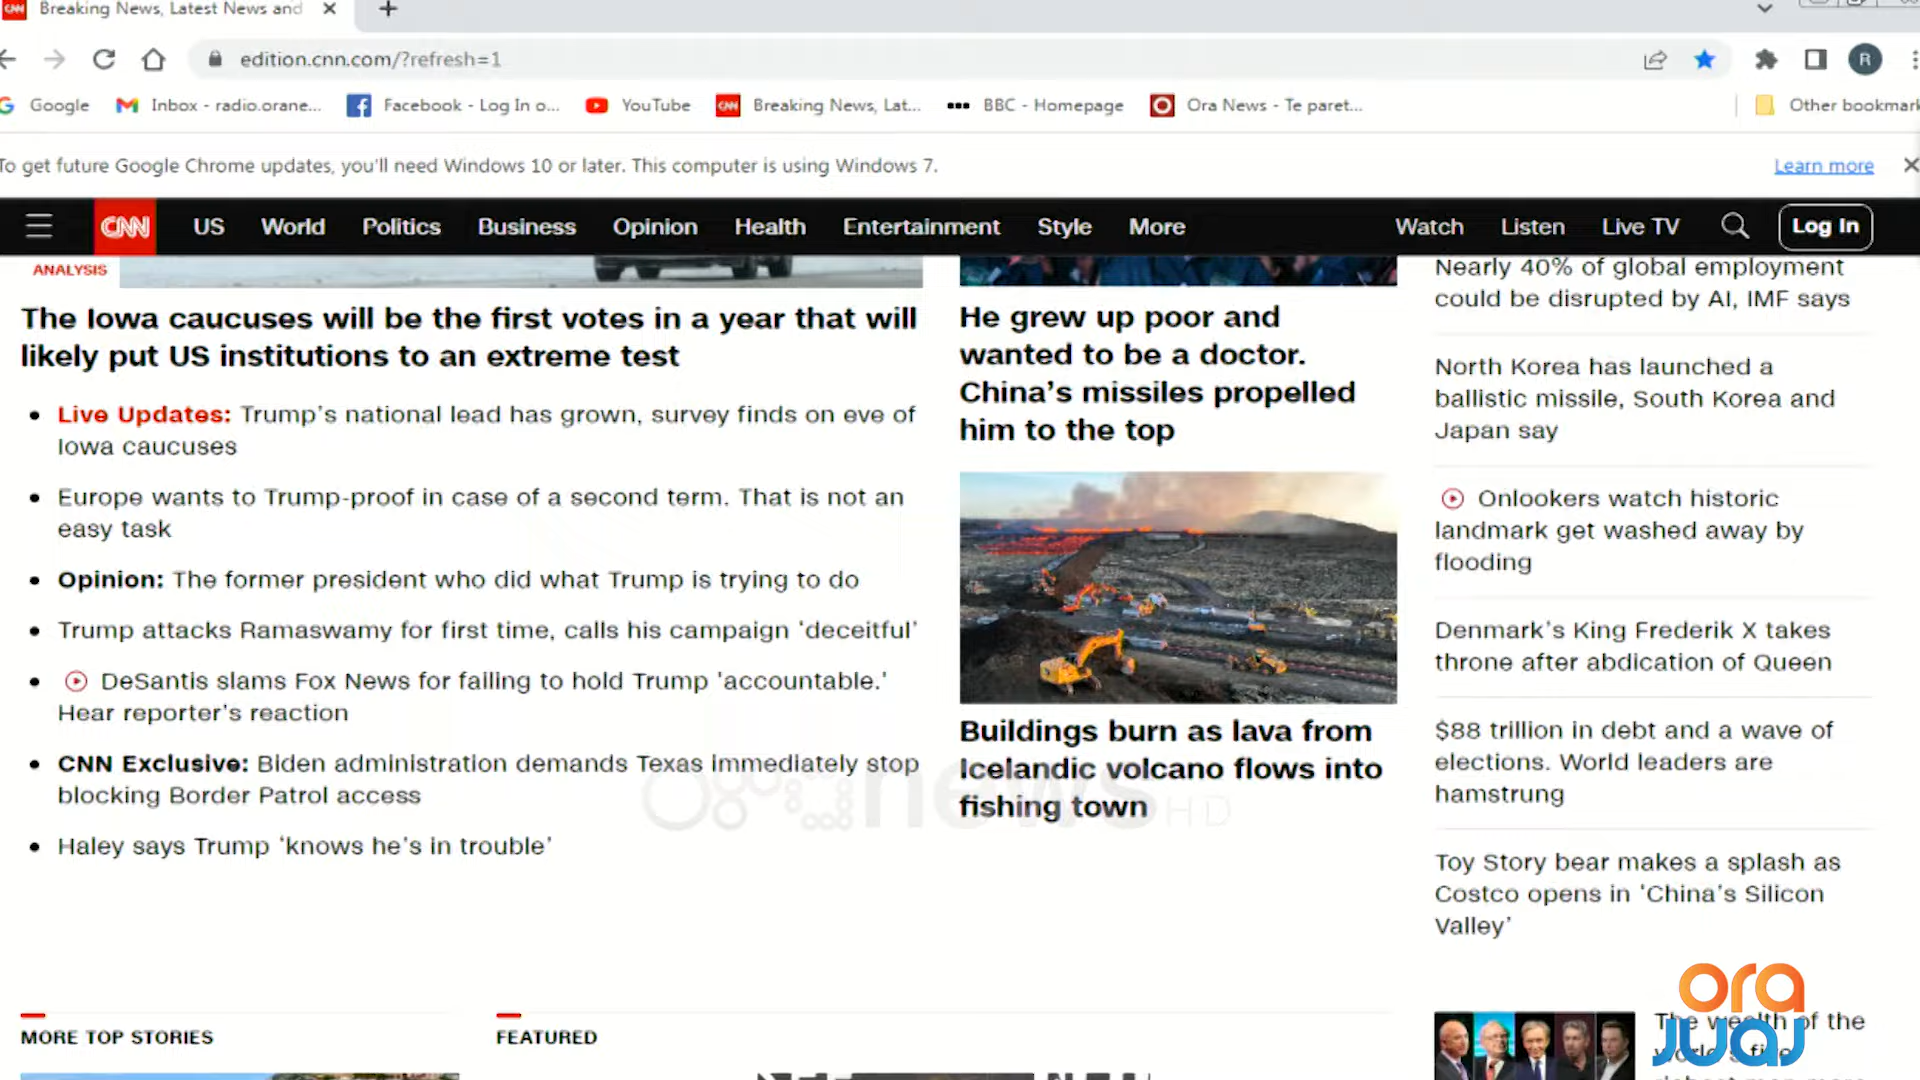 CNN Breaking News, Latest News and
edition.cnn.com/?refresh=1
R
Google
Inbox - radio.orane...
Facebook - Log In o...
YouTube
CNN Breaking News, Lat...
BBC - Homepage
Ora News - Te paret...
Other bookmark
To get future Google Chrome updates, you'll need Windows 10 or later. This computer is using Windows 7.
Learn more
CNN
US
World
Politics
Business
Opinion
Health
Entertainment
Style
More
Watch
Listen
Live TV
Log In
ANALYSIS
The Iowa caucuses will be the first votes in a year that will
likely put US institutions to an extreme test
Live Updates: Trump’s national lead has grown, survey finds on eve of
Iowa caucuses
Europe wants to Trump-proof in case of a second term. That is not an
easy task
Opinion: The former president who did what Trump is trying to do
Trump attacks Ramaswamy for first time, calls his campaign ‘deceitful’
DeSantis slams Fox News for failing to hold Trump 'accountable.'
Hear reporter’s reaction
CNN Exclusive: Biden administration demands Texas immediately stop
blocking Border Patrol access
Haley says Trump ‘knows he’s in trouble’
He grew up poor and
wanted to be a doctor.
China’s missiles propelled
him to the top
Buildings burn as lava from
Icelandic volcano flows into
fishing town
ora news HD
Nearly 40% of global employment
could be disrupted by AI, IMF says
North Korea has launched a
ballistic missile, South Korea and
Japan say
Onlookers watch historic
landmark get washed away by
flooding
Denmark’s King Frederik X takes
throne after abdication of Queen
$88 trillion in debt and a wave of
elections. World leaders are
hamstrung
Toy Story bear makes a splash as
Costco opens in ‘China’s Silicon
Valley’
MORE TOP STORIES
FEATURED
The wealth of the
world's five
ora
JUAJ